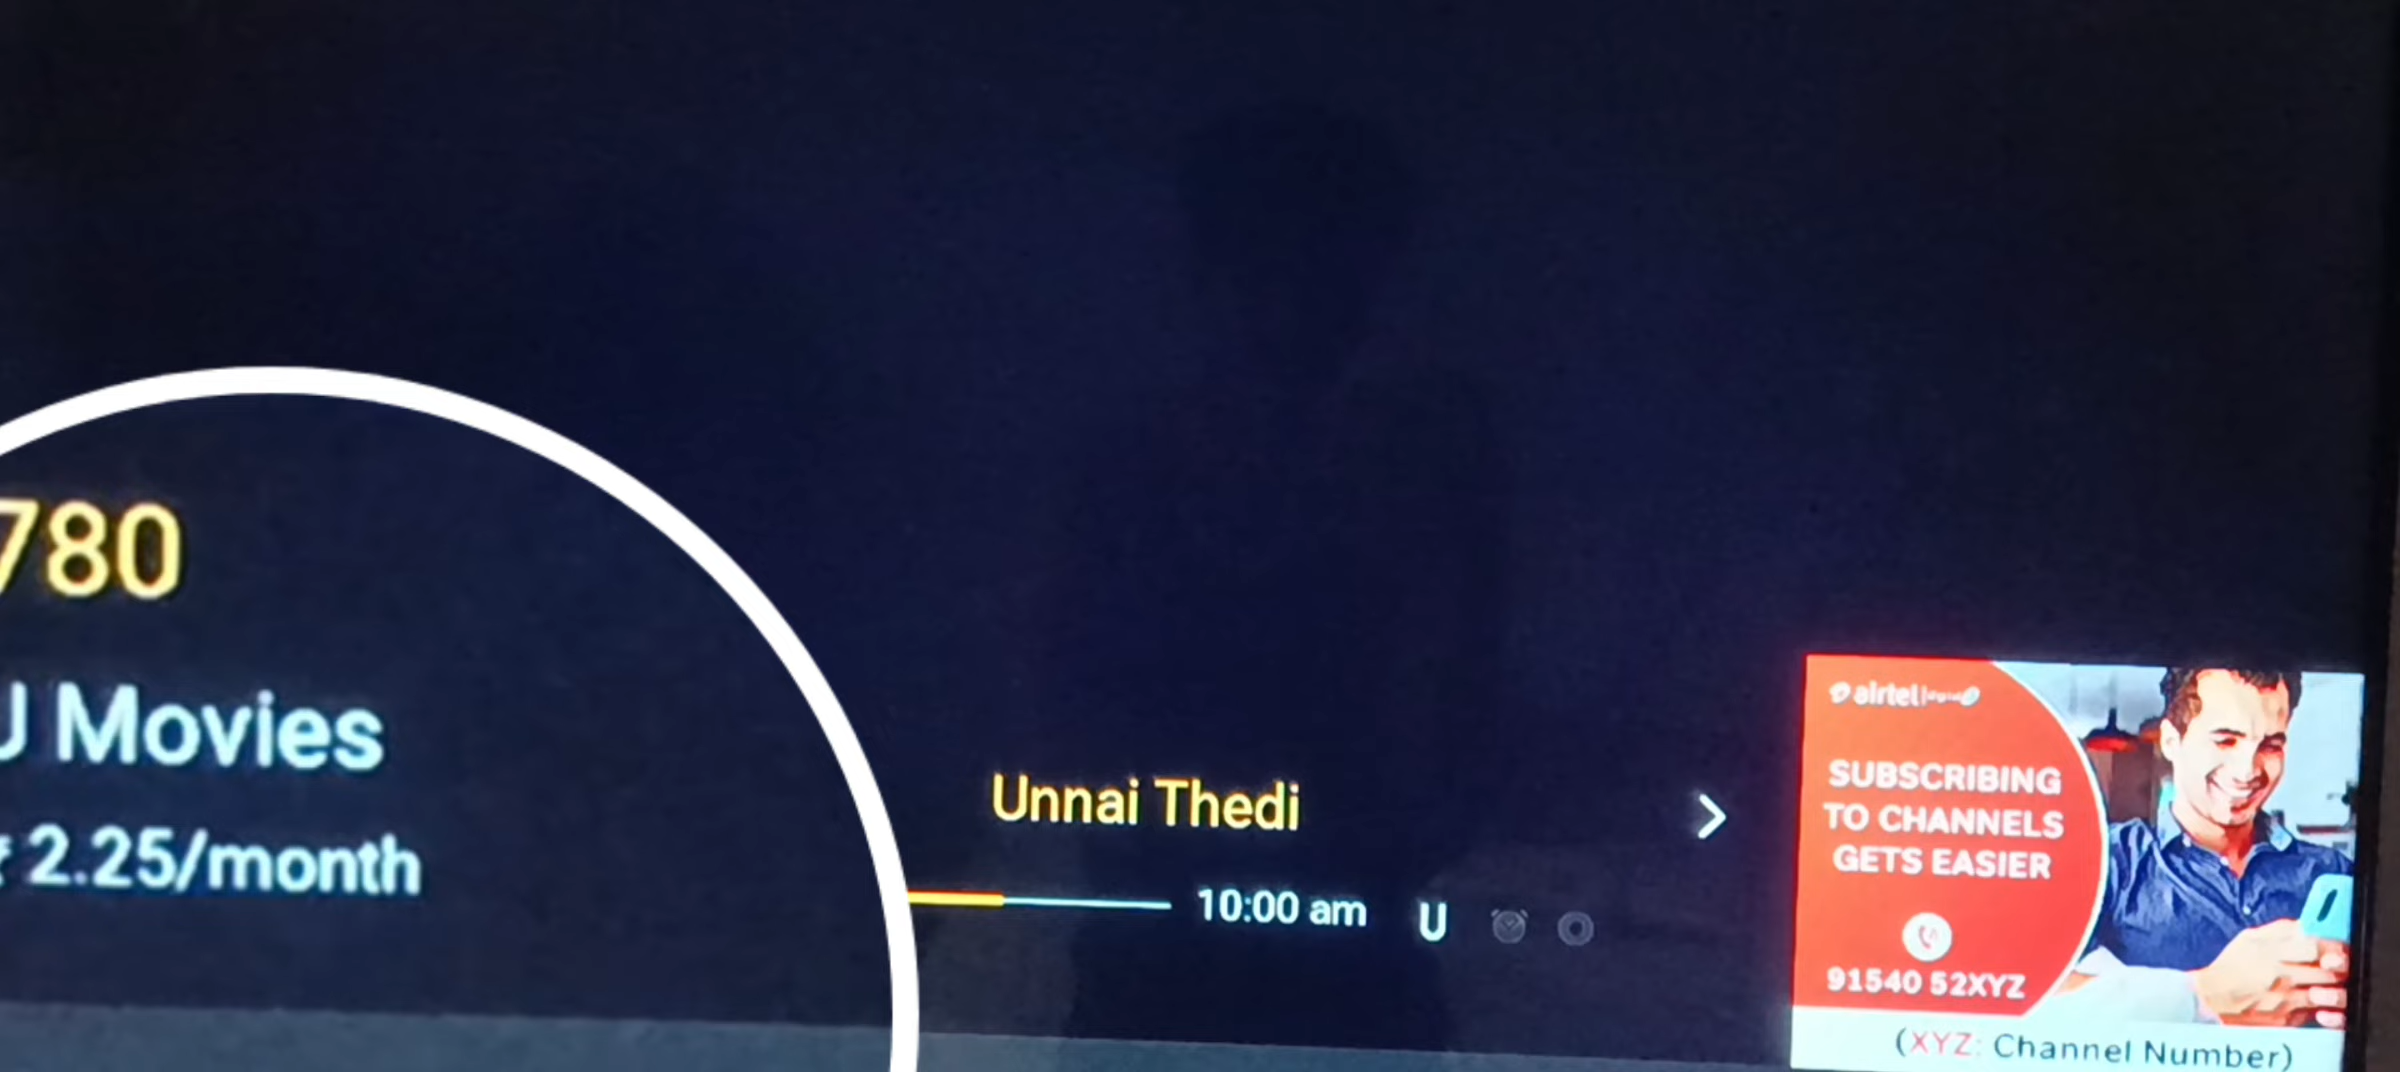 780
J Movies
₹ 2.25/month
Unnai Thedi
10:00 am U
airtel
SUBSCRIBING
TO CHANNELS
GETS EASIER
91540 52XYZ
(XYZ: Channel Number)